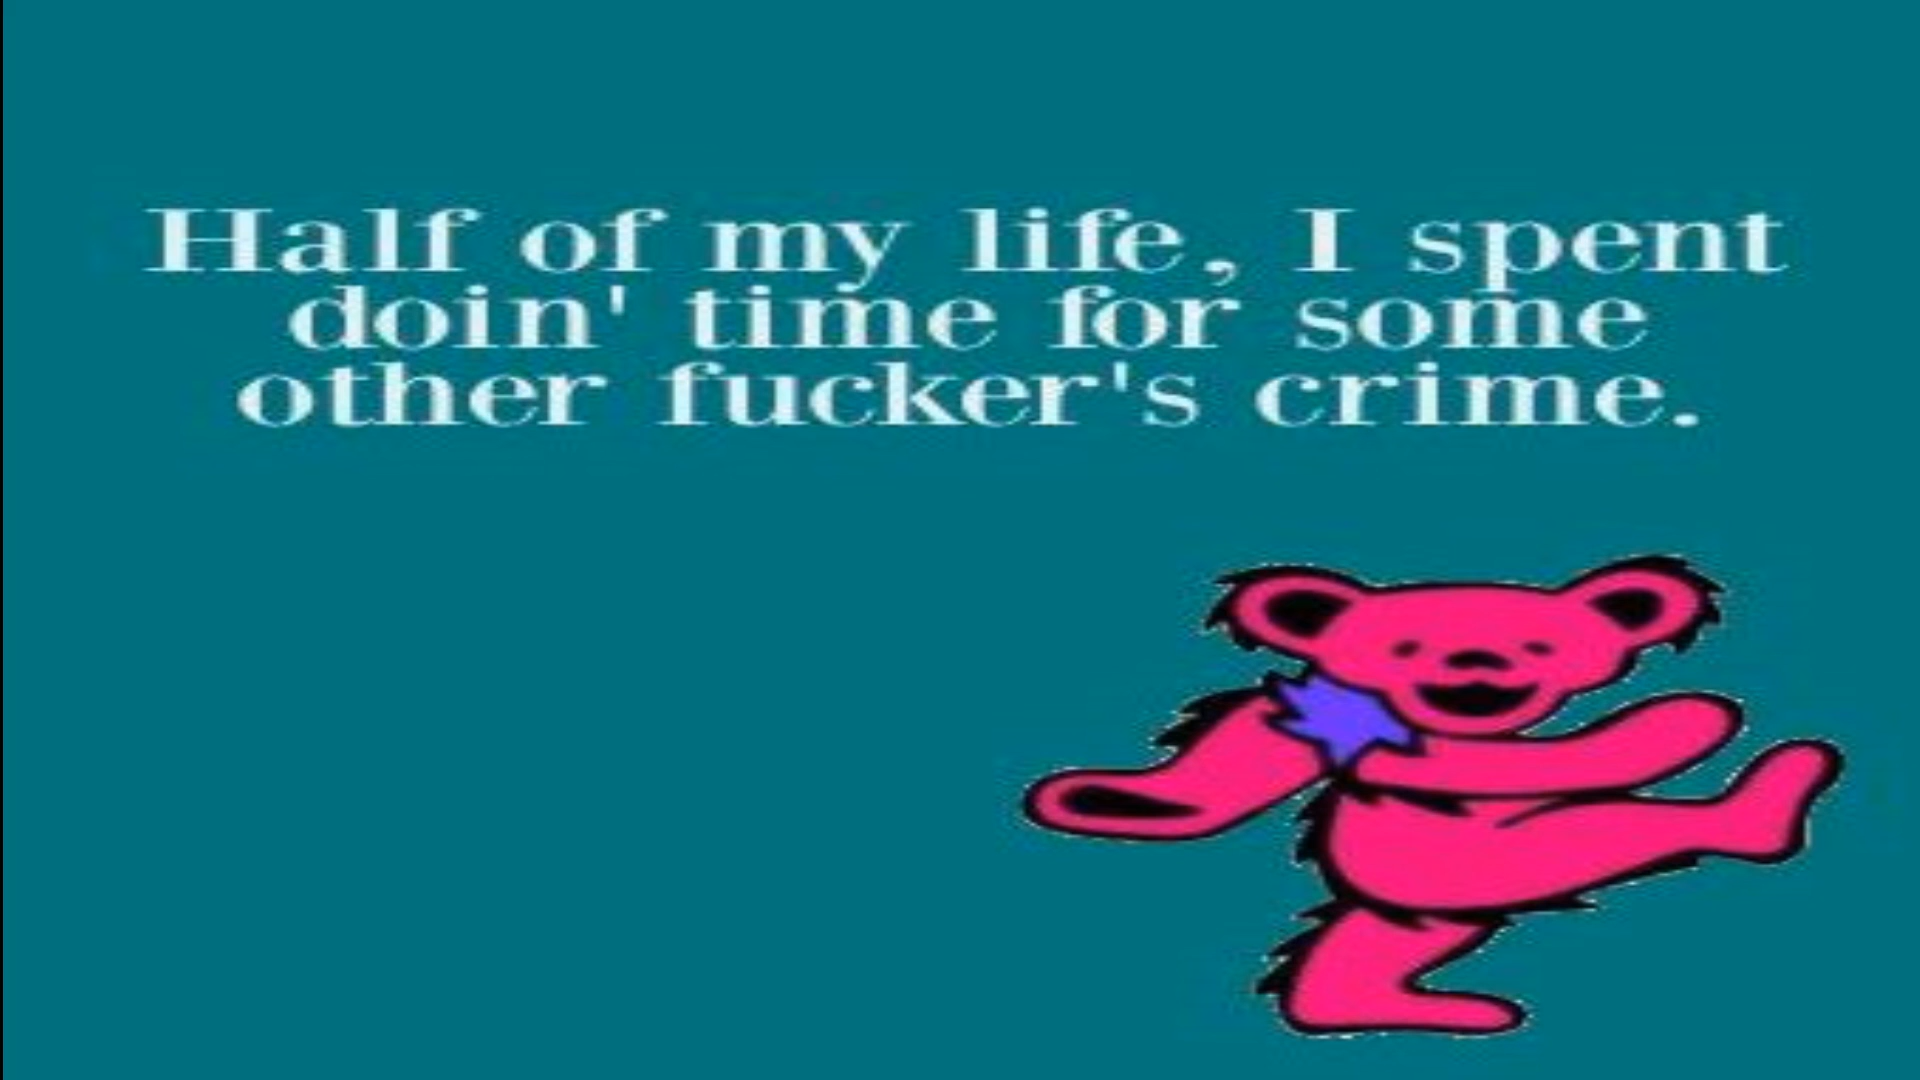 Half of my life, I spent
doin' time for some
other fucker's crime.